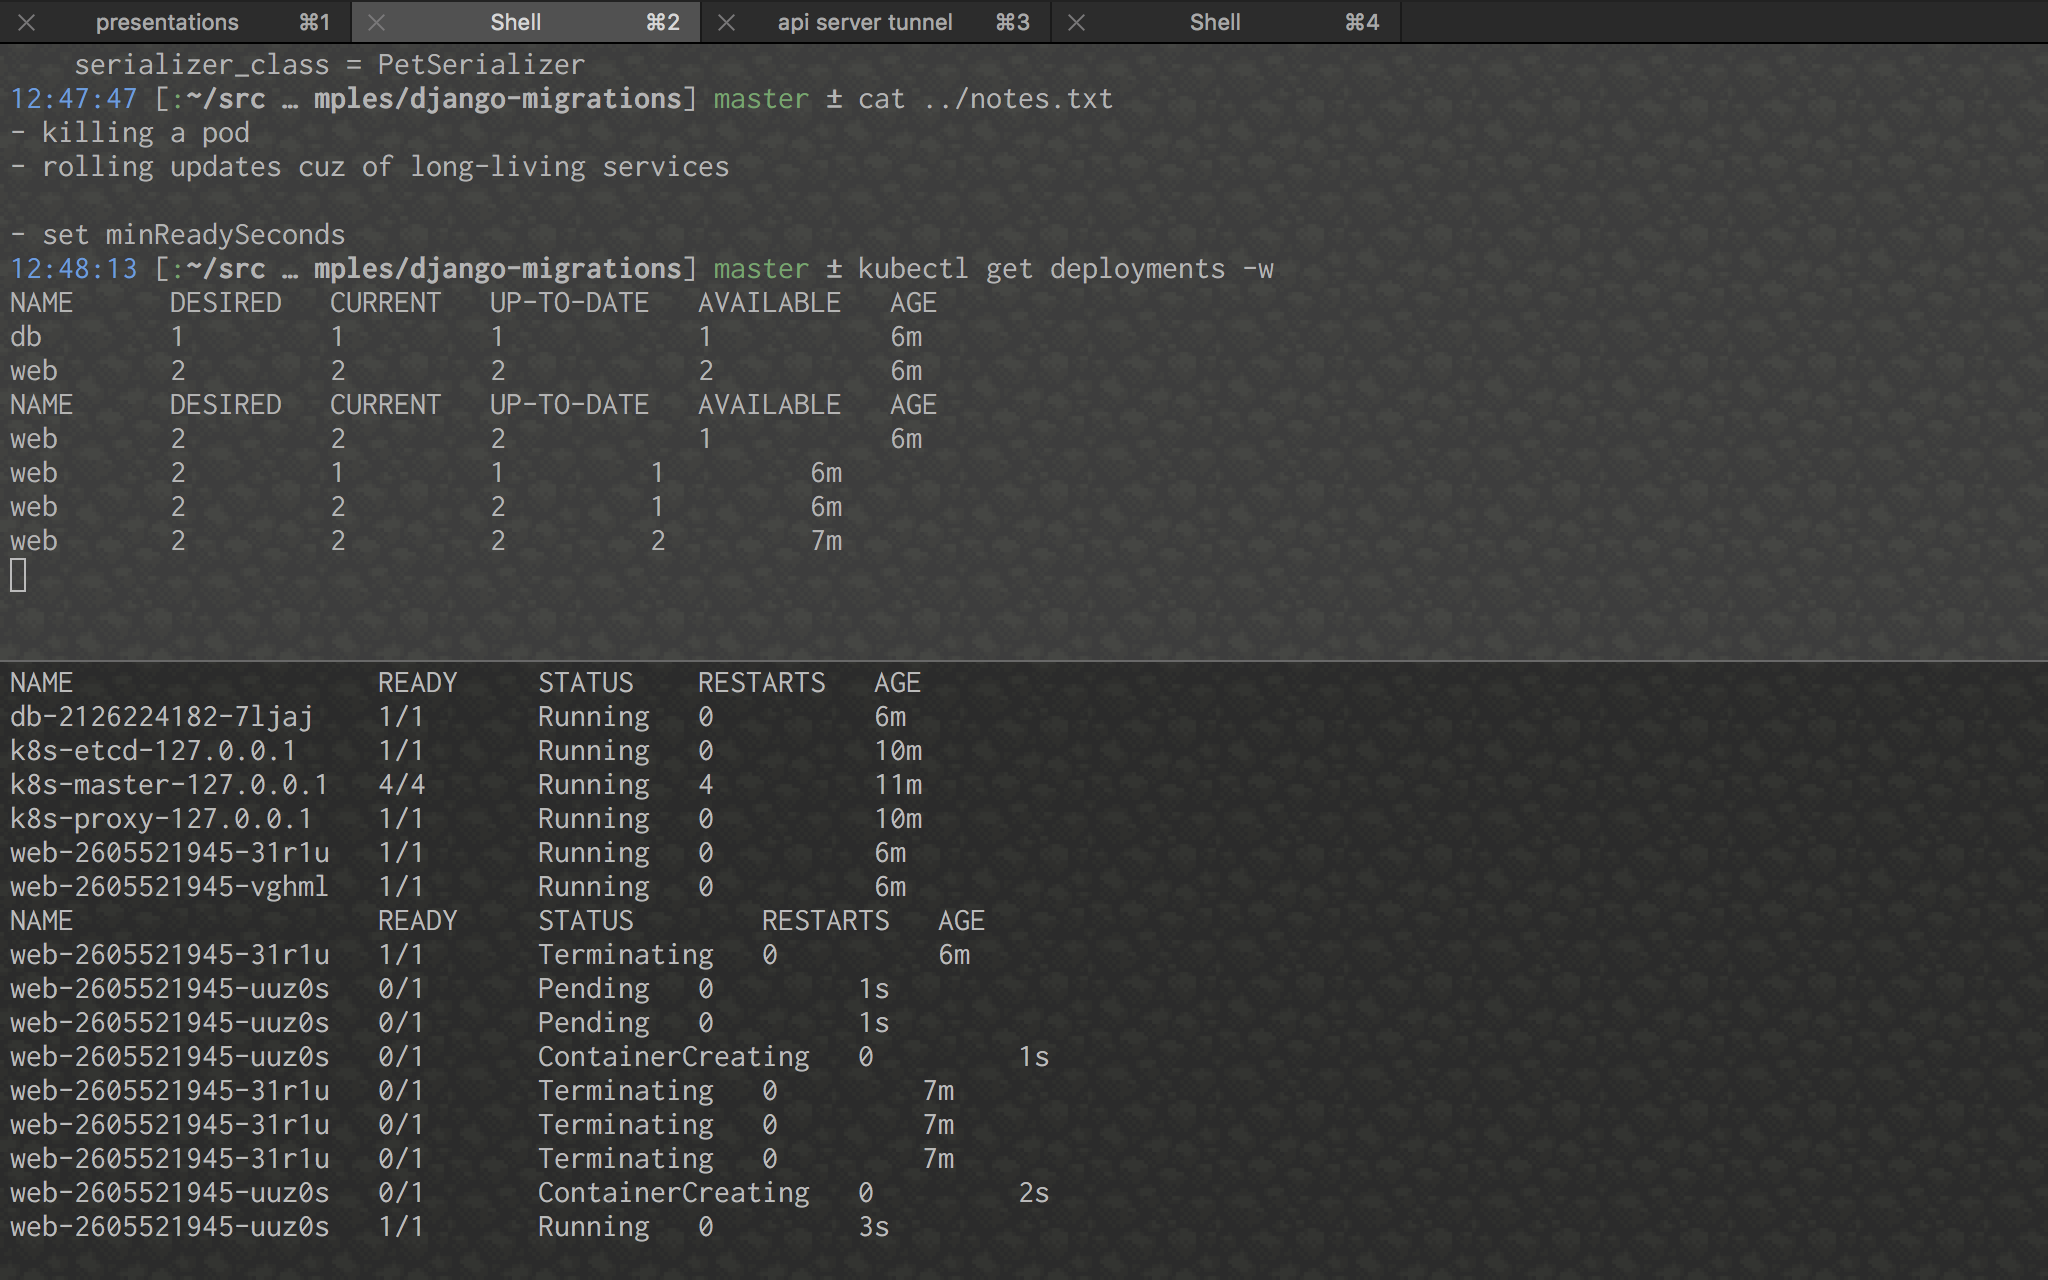 presentations ⌘1 Shell ⌘2 api server tunnel ⌘3 Shell ⌘4
serializer_class = PetSerializer
12:47:47 [:~/src … mples/django-migrations] master ± cat ../notes.txt
- killing a pod
- rolling updates cuz of long-living services
- set minReadySeconds
12:48:13 [:~/src … mples/django-migrations] master ± kubectl get deployments -w
NAME DESIRED CURRENT UP-TO-DATE AVAILABLE AGE
db 1 1 1 1 6m
web 2 2 2 2 6m
NAME DESIRED CURRENT UP-TO-DATE AVAILABLE AGE
web 2 2 2 1 6m
web 2 1 1 1 6m
web 2 2 2 1 6m
web 2 2 2 2 7m
NAME READY STATUS RESTARTS AGE
db-2126224182-7ljaj 1/1 Running 0 6m
k8s-etcd-127.0.0.1 1/1 Running 0 10m
k8s-master-127.0.0.1 4/4 Running 4 11m
k8s-proxy-127.0.0.1 1/1 Running 0 10m
web-2605521945-31r1u 1/1 Running 0 6m
web-2605521945-vghml 1/1 Running 0 6m
NAME READY STATUS RESTARTS AGE
web-2605521945-31r1u 1/1 Terminating 0 6m
web-2605521945-uuz0s 0/1 Pending 0 1s
web-2605521945-uuz0s 0/1 Pending 0 1s
web-2605521945-uuz0s 0/1 ContainerCreating 0 1s
web-2605521945-31r1u 0/1 Terminating 0 7m
web-2605521945-31r1u 0/1 Terminating 0 7m
web-2605521945-31r1u 0/1 Terminating 0 7m
web-2605521945-uuz0s 0/1 ContainerCreating 0 2s
web-2605521945-uuz0s 1/1 Running 0 3s